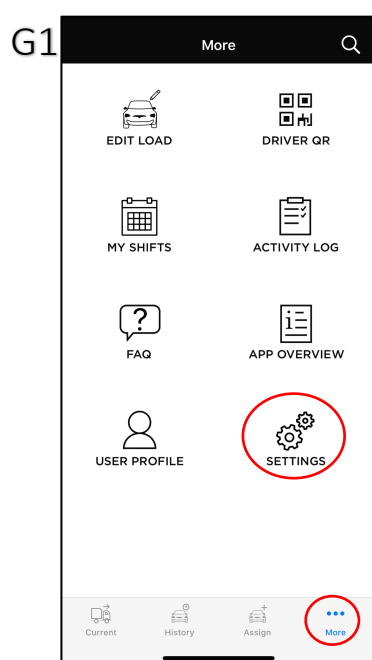 G1
More
EDIT LOAD
DRIVER QR
MY SHIFTS
ACTIVITY LOG
FAQ
APP OVERVIEW
USER PROFILE
SETTINGS
Current
History
Assign
More